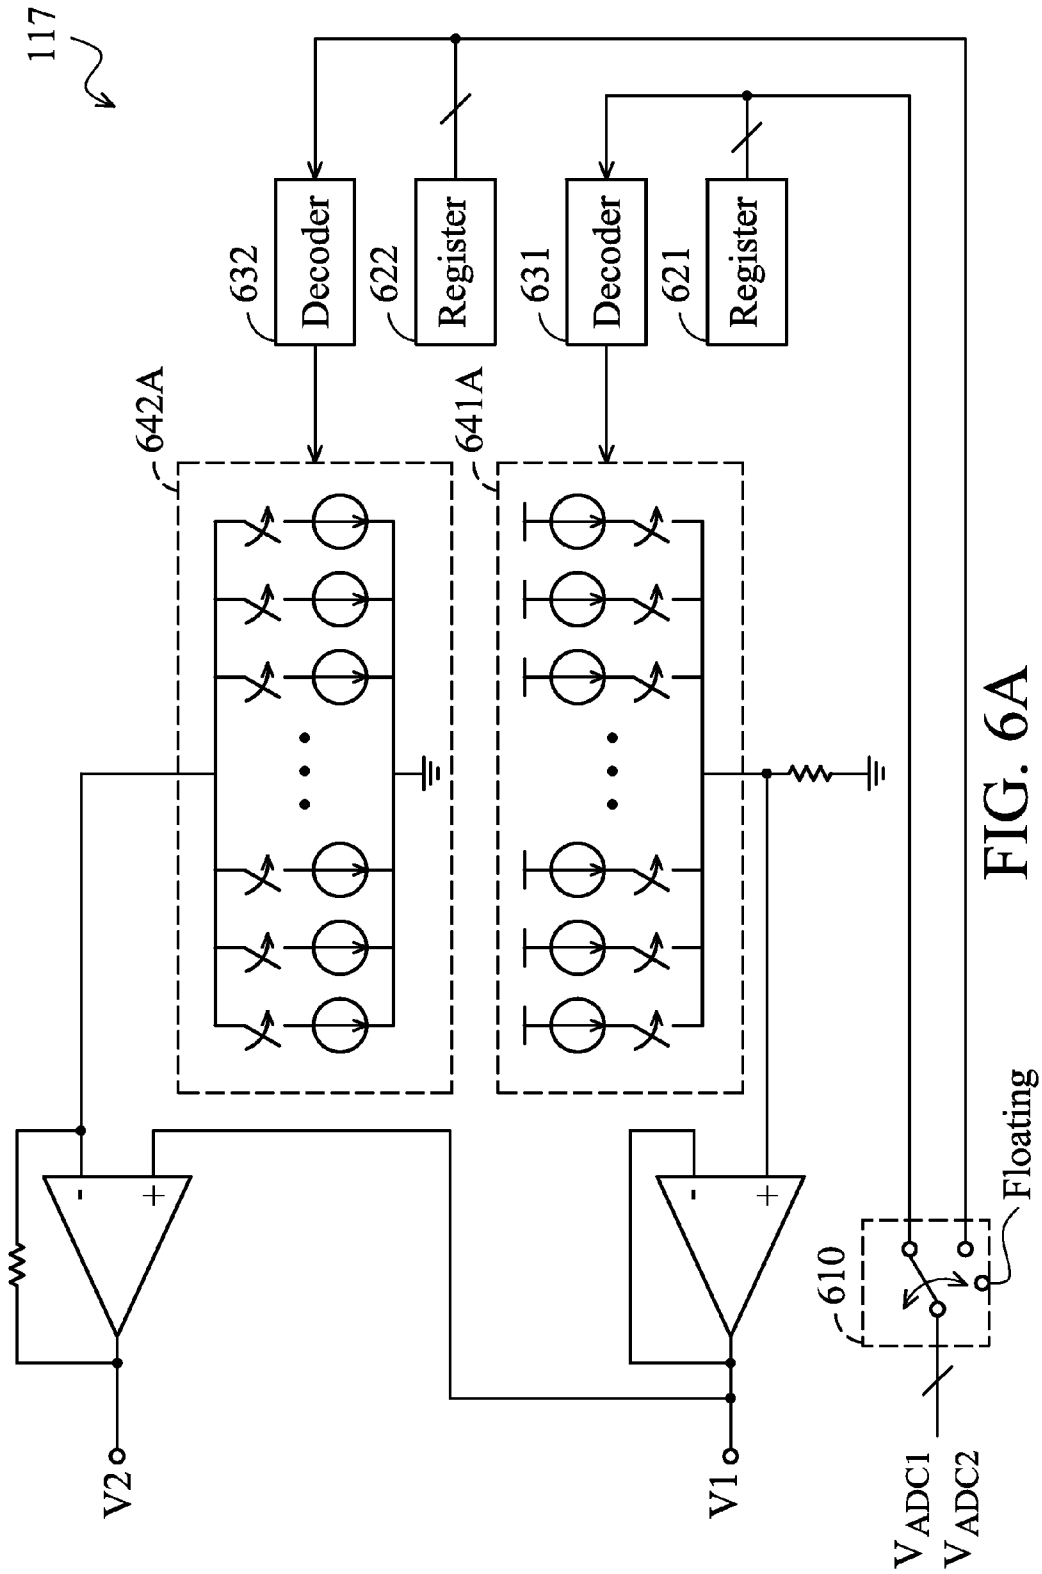 117
632
Decoder
622
Register
631
Decoder
621
Register
642A
641A
-
+
-
+
V2
V1
610
Floating
VADC1
VADC2
FIG. 6A